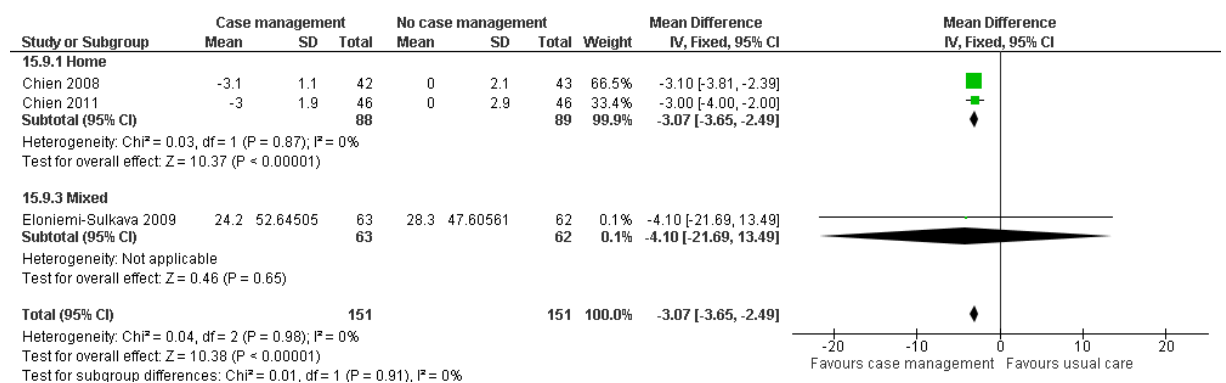 Case management No case management Mean Difference Mean Difference
Study or Subgroup Mean SD Total Mean SD Total Weight IV, Fixed, 95% CI IV, Fixed, 95% CI
15.9.1 Home
Chien 2008 -3.1 1.1 42 0 2.1 43 66.5% -3.10 [-3.81, -2.39]
Chien 2011 -3 1.9 46 0 2.9 46 33.4% -3.00 [-4.00, -2.00]
Subtotal (95% CI) 88 89 99.9% -3.07 [-3.65, -2.49]
Heterogeneity: Chi² = 0.03, df = 1 (P = 0.87); I² = 0%
Test for overall effect: Z = 10.37 (P < 0.00001)
15.9.3 Mixed
Eloniemi-Sulkava 2009 24.2 52.64505 63 28.3 47.60561 62 0.1% -4.10 [-21.69, 13.49]
Subtotal (95% CI) 63 62 0.1% -4.10 [-21.69, 13.49]
Heterogeneity: Not applicable
Test for overall effect: Z = 0.46 (P = 0.65)
Total (95% CI) 151 151 100.0% -3.07 [-3.65, -2.49]
Heterogeneity: Chi² = 0.04, df = 2 (P = 0.98); I² = 0%
Test for overall effect: Z = 10.38 (P < 0.00001)
Test for subgroup differences: Chi² = 0.01, df = 1 (P = 0.91), I² = 0%
-20 -10 0 10 20
Favours case management Favours usual care